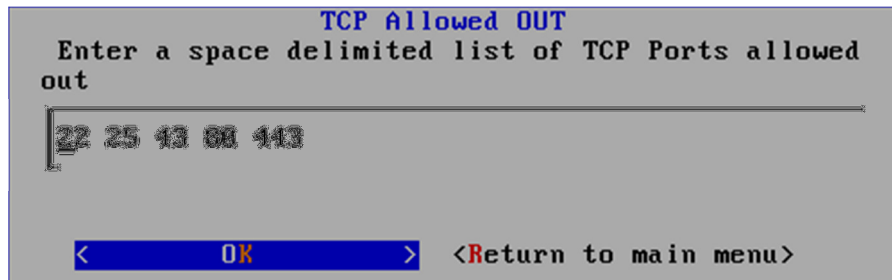 TCP Allowed OUT
Enter a space delimited list of TCP Ports allowed
out
22 25 43 80 443
< OK > <Return to main menu>